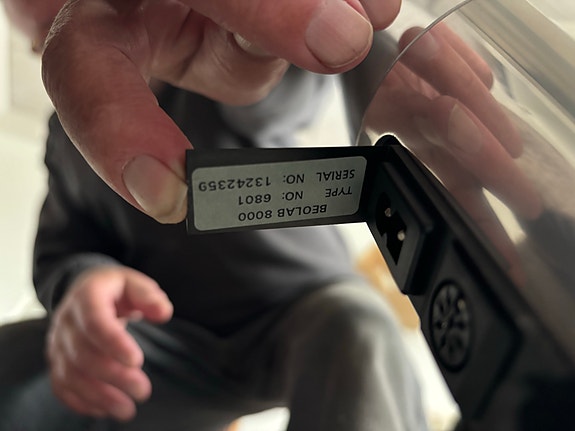 BEOLAB 8000
TYPE NO: 6801
SERIAL NO: 13242359